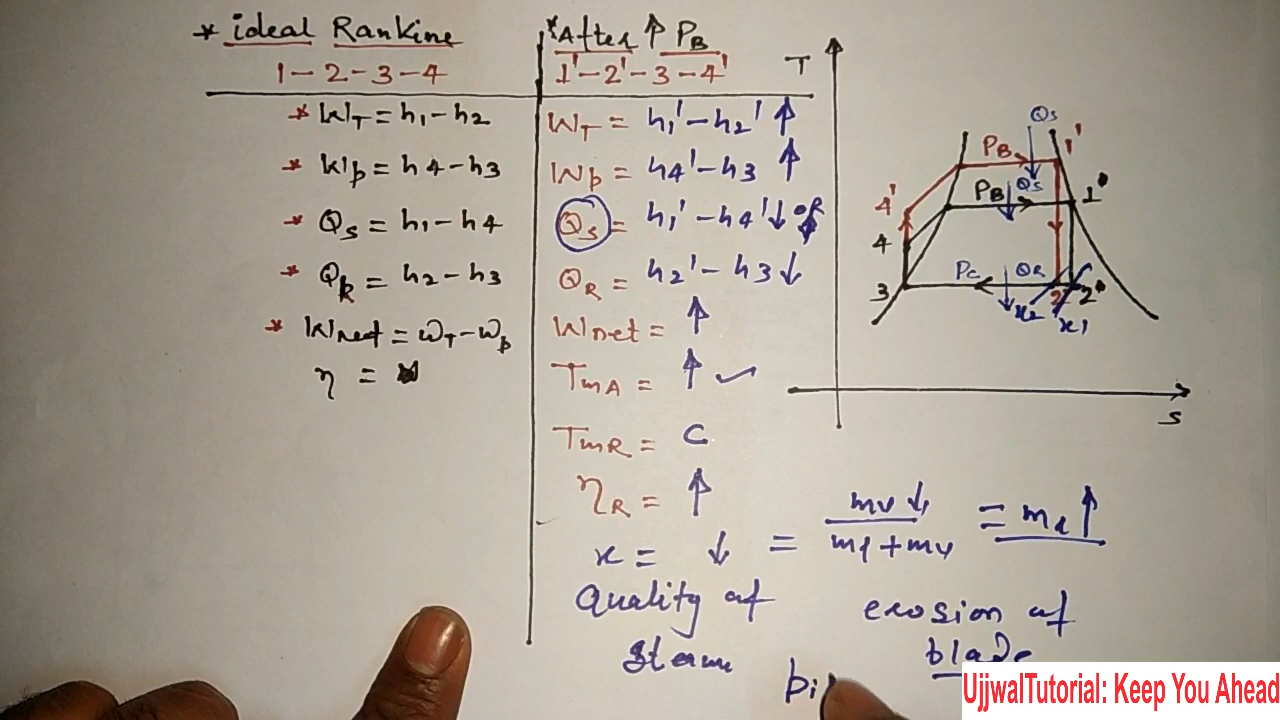 * ideal Rankine
1-2-3-4
* WT = h1-h2
* Wp = h4-h3
* Qs = h1-h4
* QR = h2-h3
* Wnet = WT-Wp
η =
*After ↑ PB
1'-2'-3-4'
WT = h1'-h2' ↑
Wp = h4'-h3 ↑
Qs = h1'-h4' ↓ OR ↑
QR = h2'-h3 ↓
Wnet = ↑
TmA = ↑ ✓
TmR = C
ηR = ↑
x = ↓ = mv↓ / ml+mv = ml ↑
Quality of
steam
erosion of
blade
T
Qs
PB
1'
4'
PB
Qs
1
4
3
Pc
QR
2'
2
x2
x1
S
UjjwalTutorial: Keep You Ahead